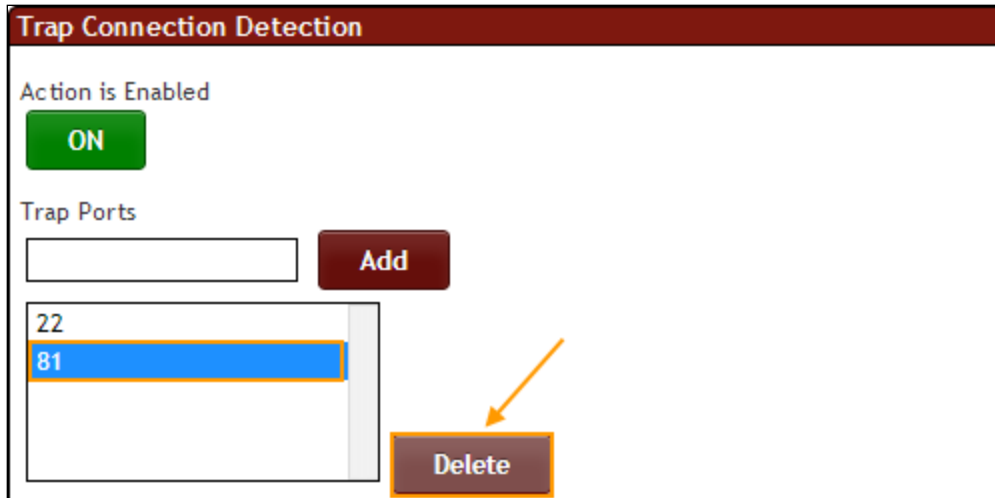 Trap Connection Detection
Action is Enabled
ON
Trap Ports
Add
22
81
Delete